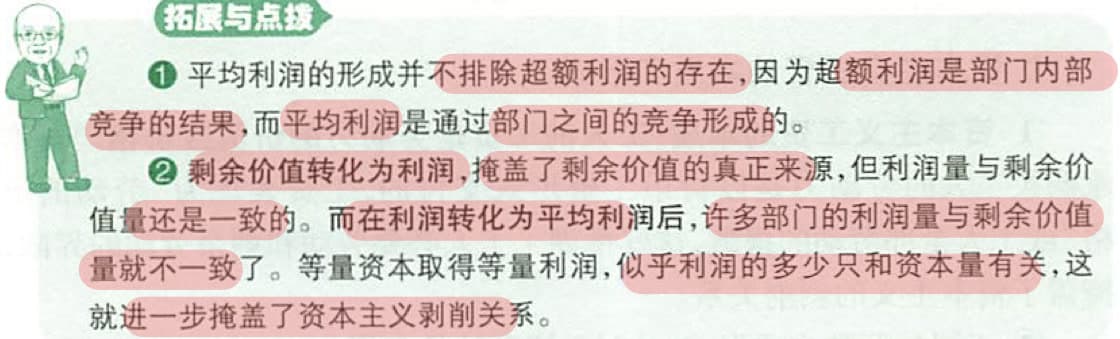 拓展与点拨
❶ 平均利润的形成并不排除超额利润的存在,因为超额利润是部门内部
竞争的结果,而平均利润是通过部门之间的竞争形成的。
❷ 剩余价值转化为利润,掩盖了剩余价值的真正来源,但利润量与剩余价
值量还是一致的。而在利润转化为平均利润后,许多部门的利润量与剩余价值
量就不一致了。等量资本取得等量利润,似乎利润的多少只和资本量有关,这
就进一步掩盖了资本主义剥削关系。